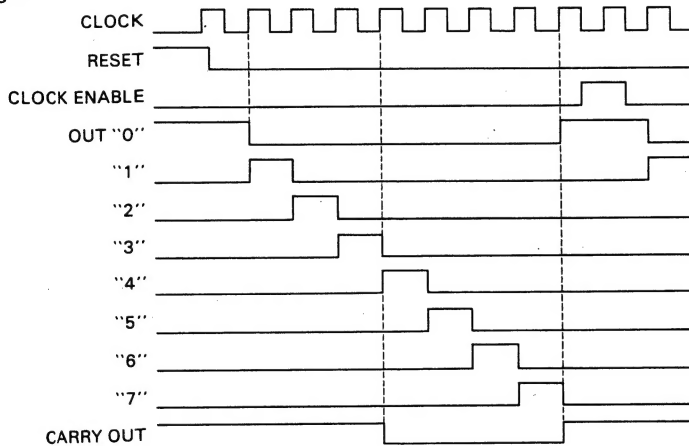 CLOCK
RESET
CLOCK ENABLE
OUT "0"
"1"
"2"
"3"
"4"
"5"
"6"
"7"
CARRY OUT